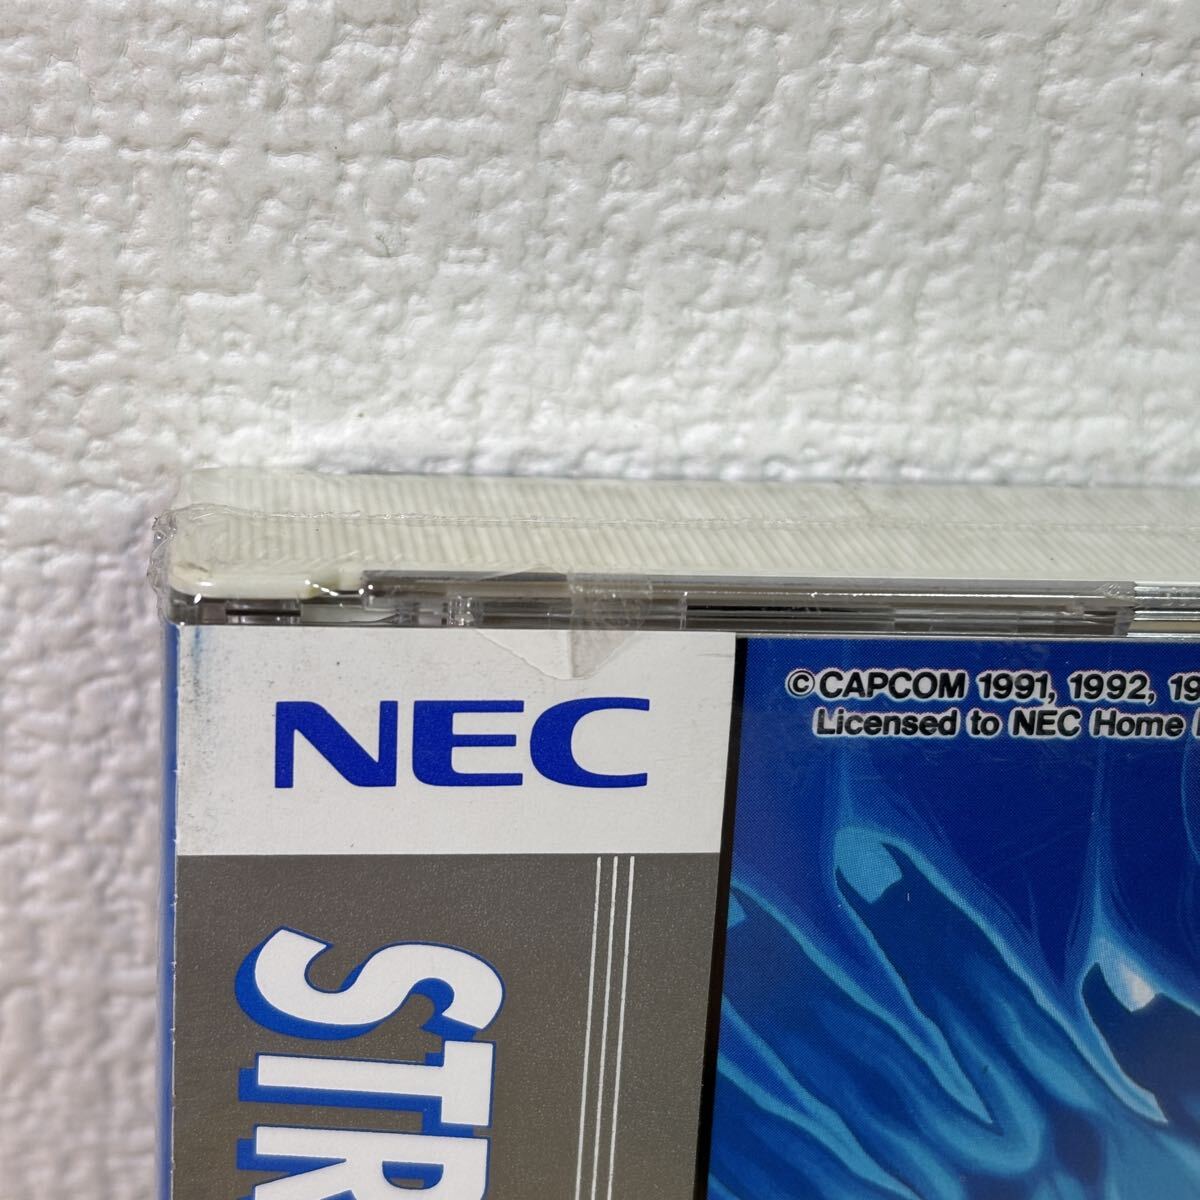 NEC
©CAPCOM 1991, 1992, 19
Licensed to NEC Home
STR